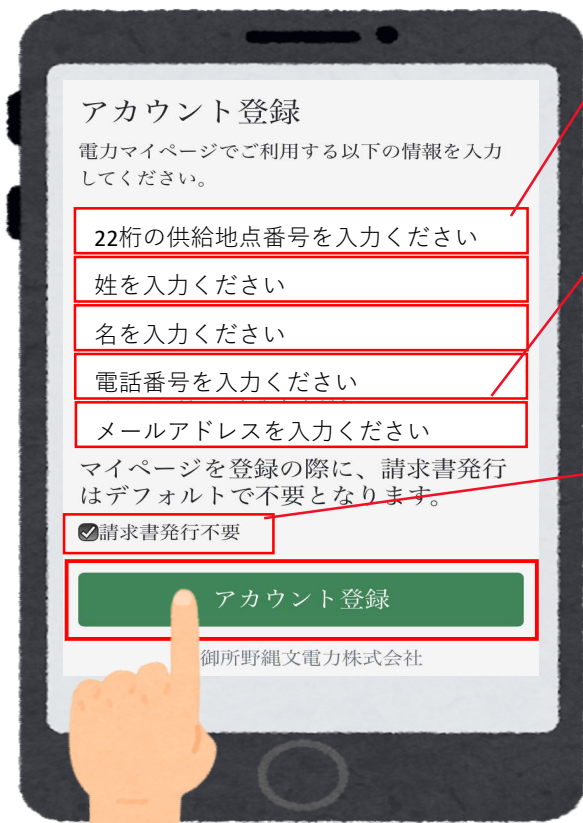 アカウント登録
電力マイページでご利用する以下の情報を入力
してください。
22桁の供給地点番号を入力ください
姓を入力ください
名を入力ください
電話番号を入力ください
メールアドレスを入力ください
マイページを登録の際に、請求書発行
はデフォルトで不要となります。
請求書発行不要
アカウント登録
御所野縄文電力株式会社